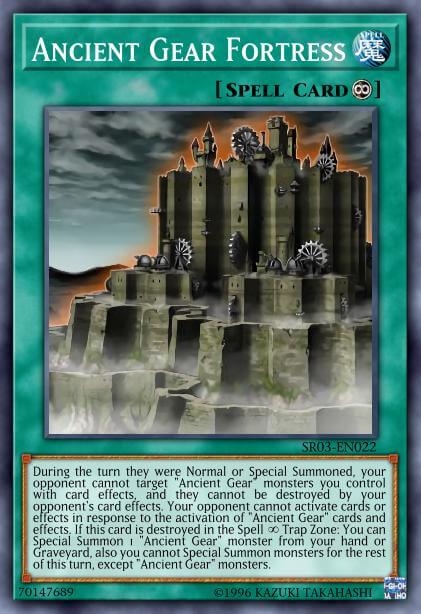 ANCIENT GEAR FORTRESS
SPELL
魔
[SPELL CARD∞]
SR03-EN022
During the turn they were Normal or Special Summoned, your
opponent cannot target "Ancient Gear" monsters you control
with card effects, and they cannot be destroyed by your
opponent's card effects. Your opponent cannot activate cards or
effects in response to the activation of "Ancient Gear" cards and
effects. If this card is destroyed in the Spell ∞ Trap Zone: You can
Special Summon 1 "Ancient Gear" monster from your hand or
Graveyard, also you cannot Special Summon monsters for the rest
of this turn, except "Ancient Gear" monsters.
70147689
©1996 KAZUKI TAKAHASHI